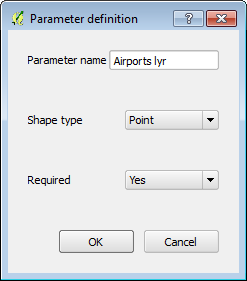 Parameter definition
Parameter name Airports lyr
Shape type Point
Required Yes
OK Cancel